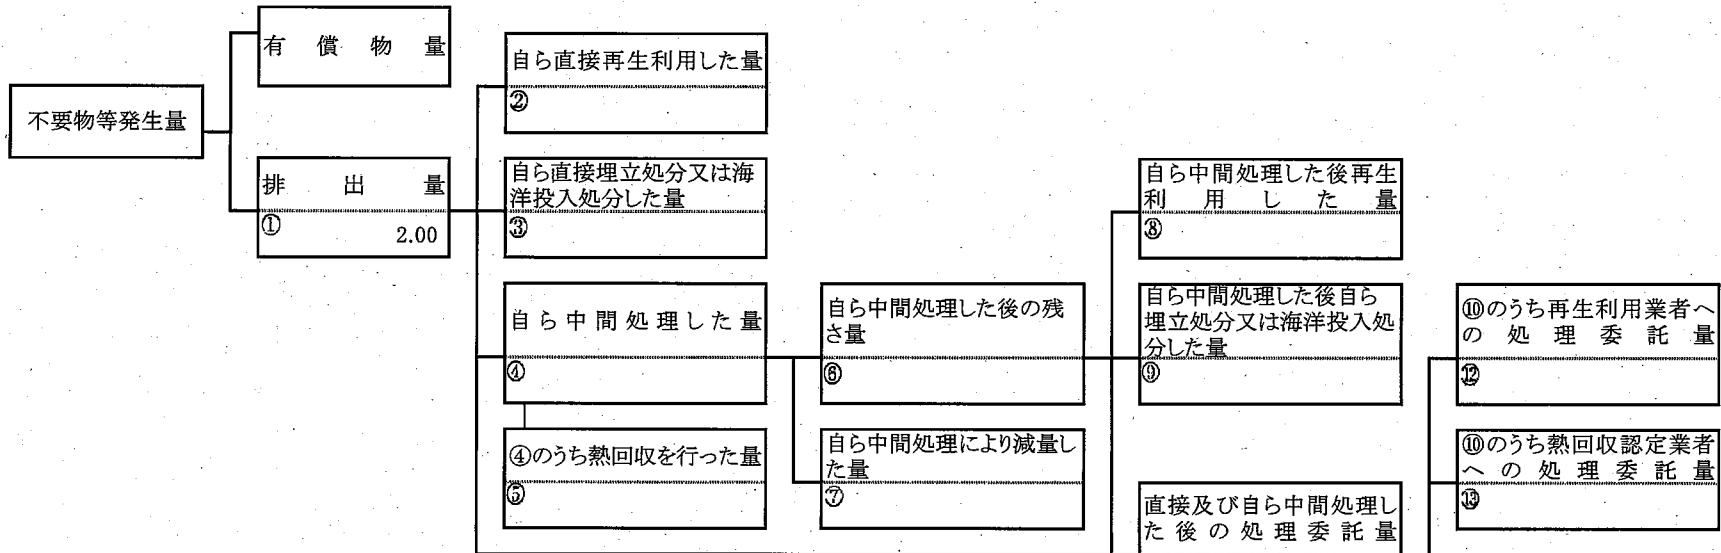 有償物量
不要物等発生量
排出量
①
2.00
自ら直接再生利用した量
②
自ら直接埋立処分又は海
洋投入処分した量
③
自ら中間処理した量
④
④のうち熱回収を行った量
⑤
自ら中間処理した後の残
さ量
⑥
自ら中間処理により減量し
た量
⑦
自ら中間処理した後再生
利用した量
⑧
自ら中間処理した後自ら
埋立処分又は海洋投入処
分した量
⑨
直接及び自ら中間処理し
た後の処理委託量
⑩のうち再生利用業者へ
の処理委託量
⑫
⑩のうち熱回収認定業者
への処理委託量
⑬